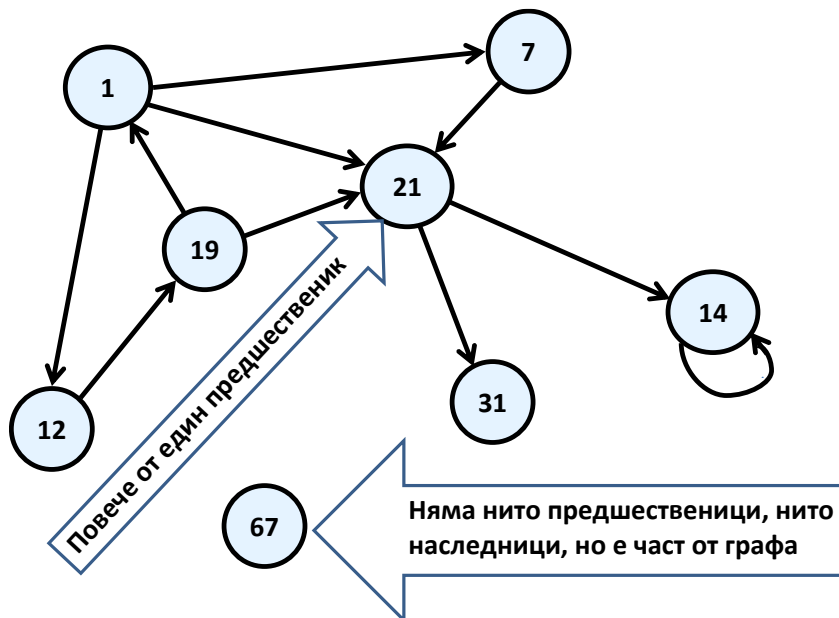 7
1
21
19
14
31
12
Повече от един предшественик
67
Няма нито предшественици, нито
наследници, но е част от графа